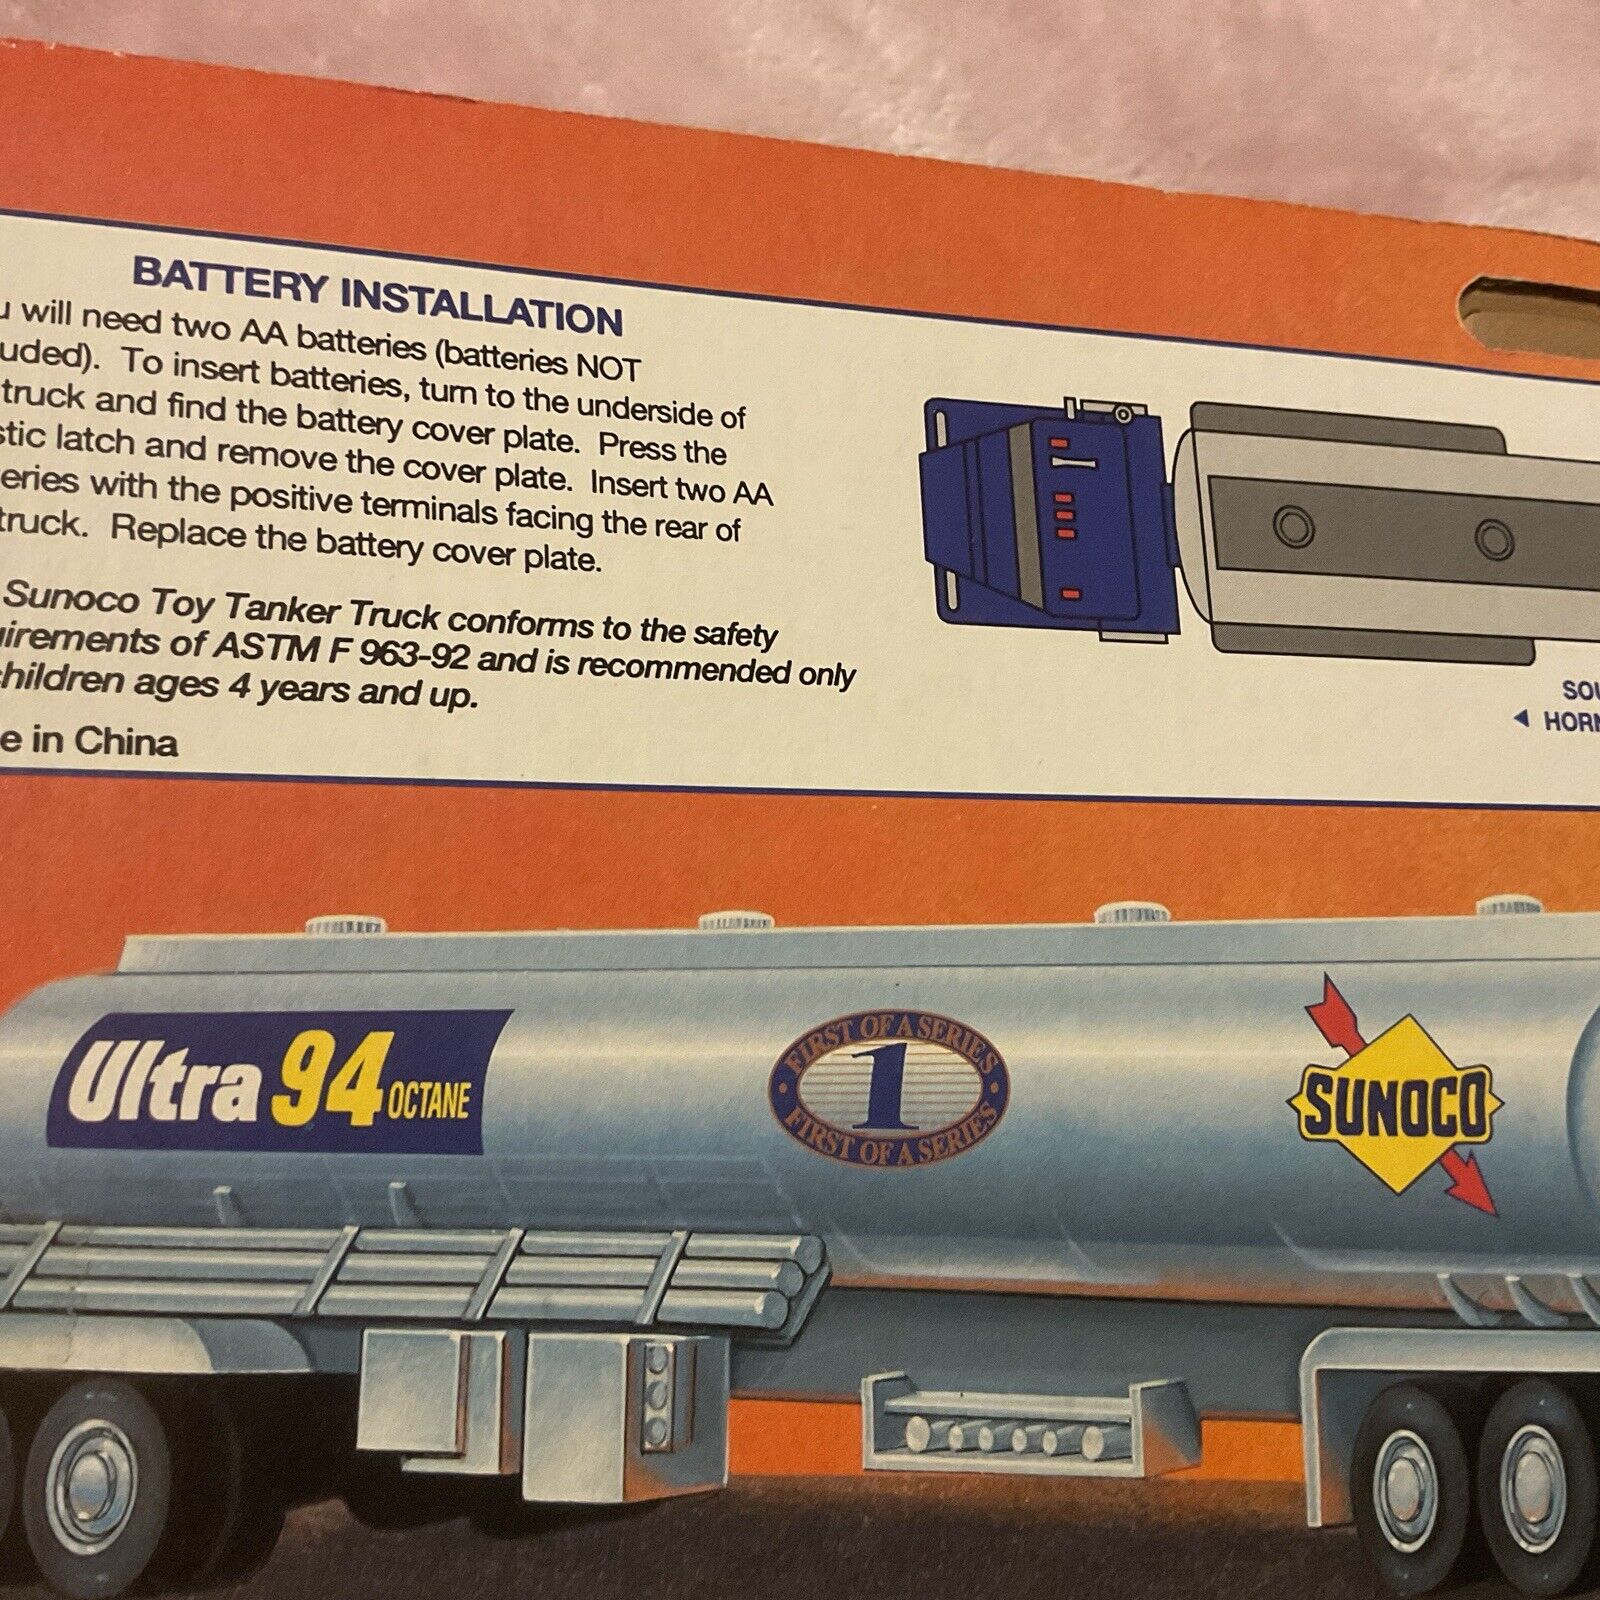 BATTERY INSTALLATION
u will need two AA batteries (batteries NOT
uded). To insert batteries, turn to the underside of
truck and find the battery cover plate. Press the
stic latch and remove the cover plate. Insert two AA
eries with the positive terminals facing the rear of
truck. Replace the battery cover plate.
Sunoco Toy Tanker Truck conforms to the safety
uirements of ASTM F 963-92 and is recommended only
children ages 4 years and up.
e in China
SOU
◄ HORN
Ultra 94 OCTANE
FIRST OF A SERIES
1
FIRST OF A SERIES
SUNOCO